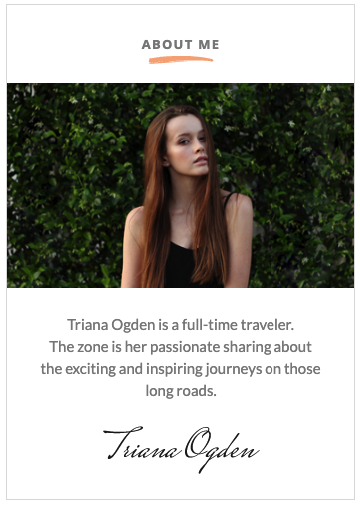 ABOUT ME
Triana Ogden is a full-time traveler.
The zone is her passionate sharing about
the exciting and inspiring journeys on those
long roads.
Triana Ogden